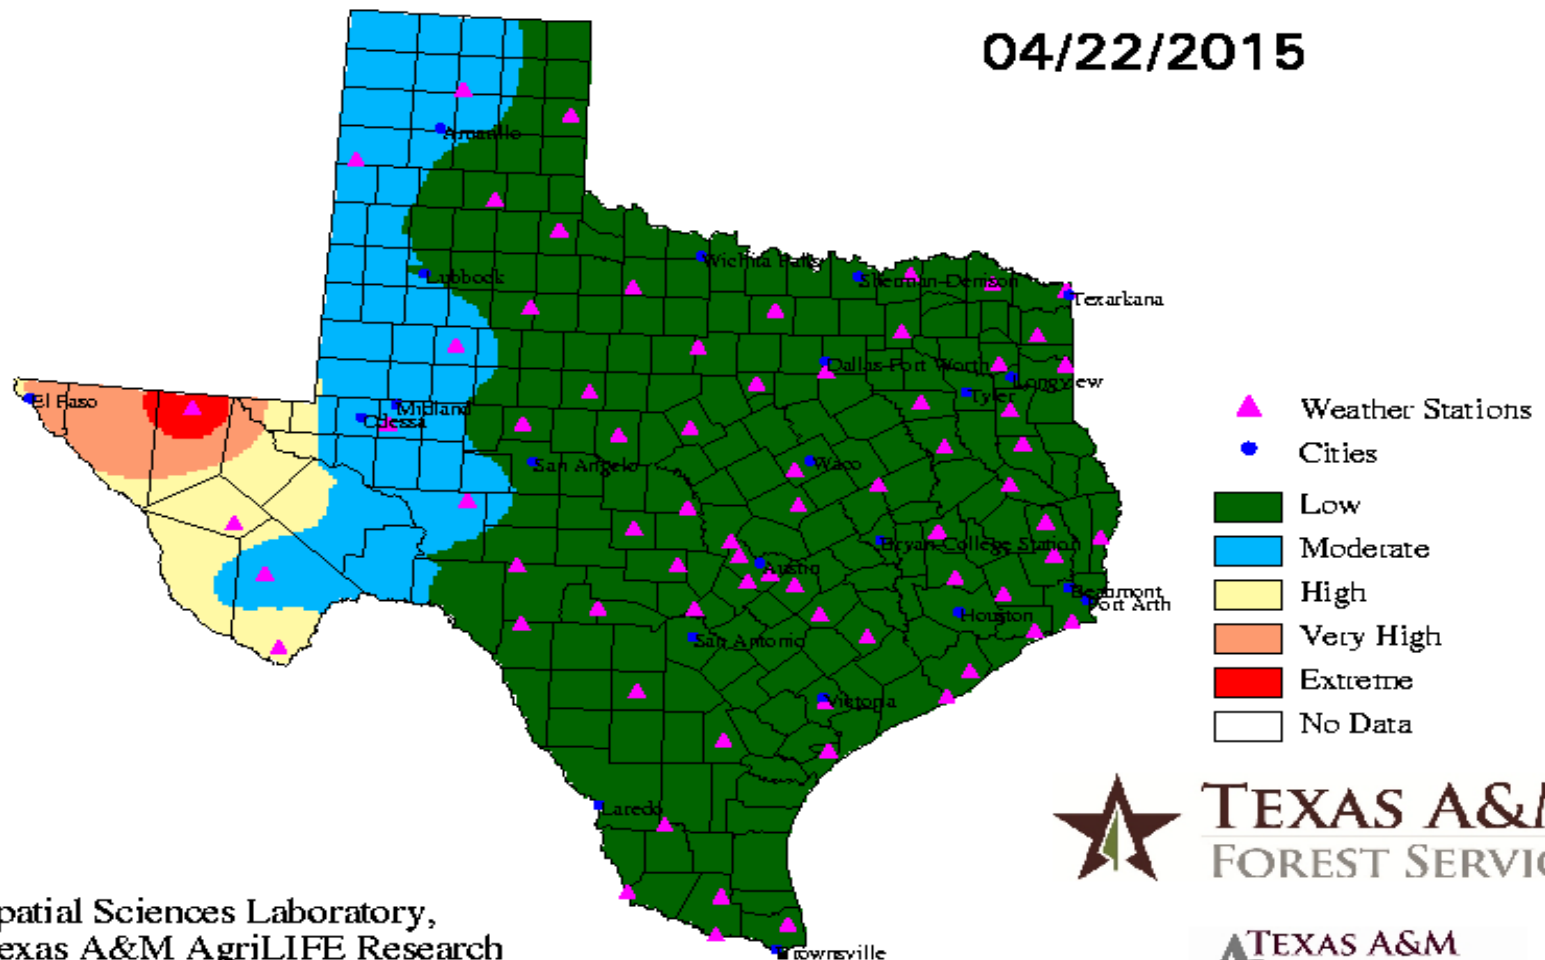 04/22/2015
Amarillo
Lubbock
Wichita Falls
Sherman-Denison
Texarkana
Dallas-Fort Worth
Longview
Tyler
El Paso
Midland
Odessa
San Angelo
Waco
Bryan-College Station
Austin
Beaumont
Port Arth
Houston
San Antonio
Victoria
Laredo
Brownsville
Weather Stations
Cities
Low
Moderate
High
Very High
Extreme
No Data
TEXAS A&M
FOREST SERVIC
patial Sciences Laboratory,
exas A&M AgriLIFE Research
TEXAS A&M